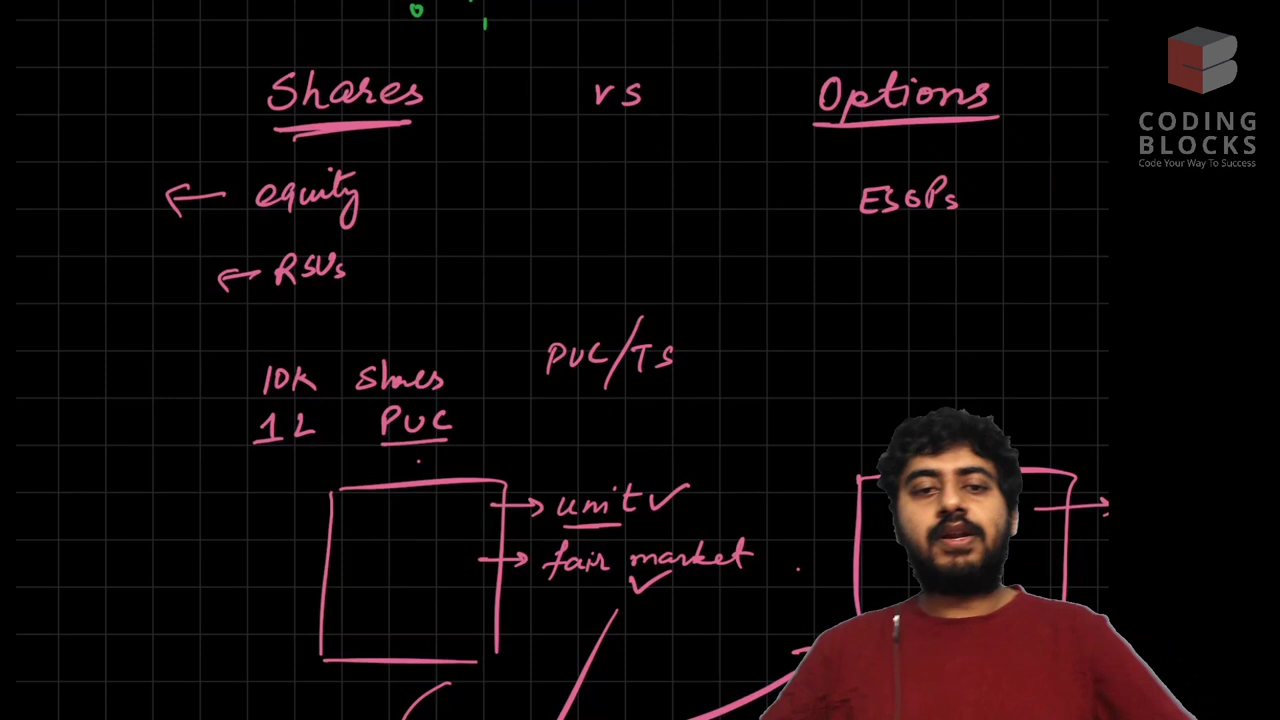 Shares vs Options
equity
ESOPs
RSUs
PUC/TS
10K Shares
1L PUC
unit
fair market
CODING
BLOCKS
Code Your Way To Success